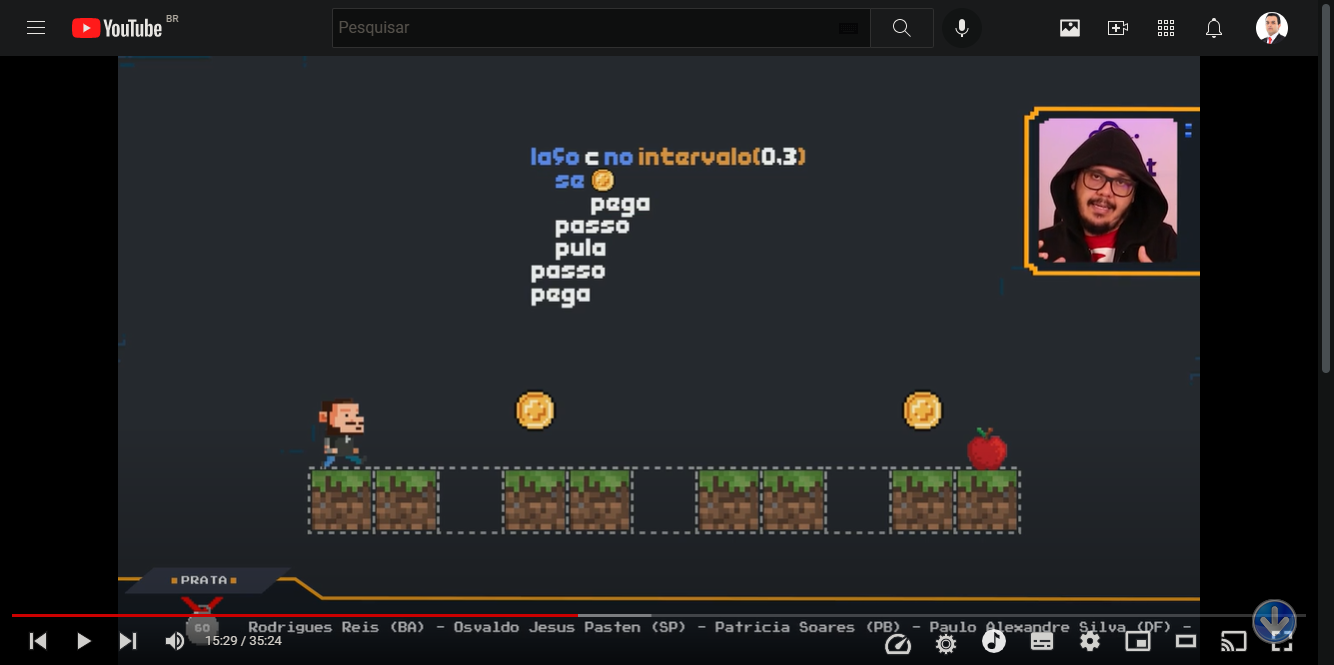 YouTube BR
Pesquisar
laço c no intervalo(0,3)
se
pega
passo
pula
passo
pega
PRATA
GO
Rodrigues Reis (BA) - Osvaldo Jesus Pasten (SP) - Patricia Soares (PB) - Paulo Alexandre Silva (DF) -
15:29 / 35:24